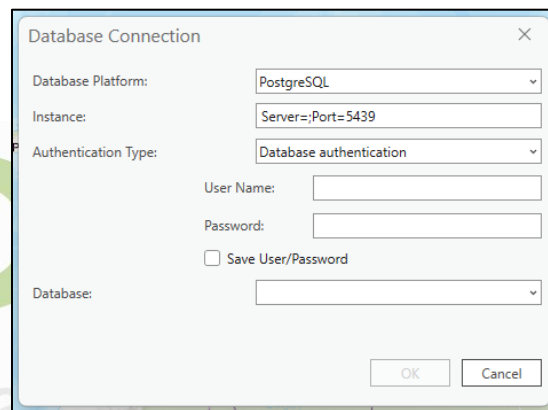 Database Connection
Database Platform: PostgreSQL
Instance: Server=;Port=5439
Authentication Type: Database authentication
User Name:
Password:
Save User/Password
Database:
OK Cancel